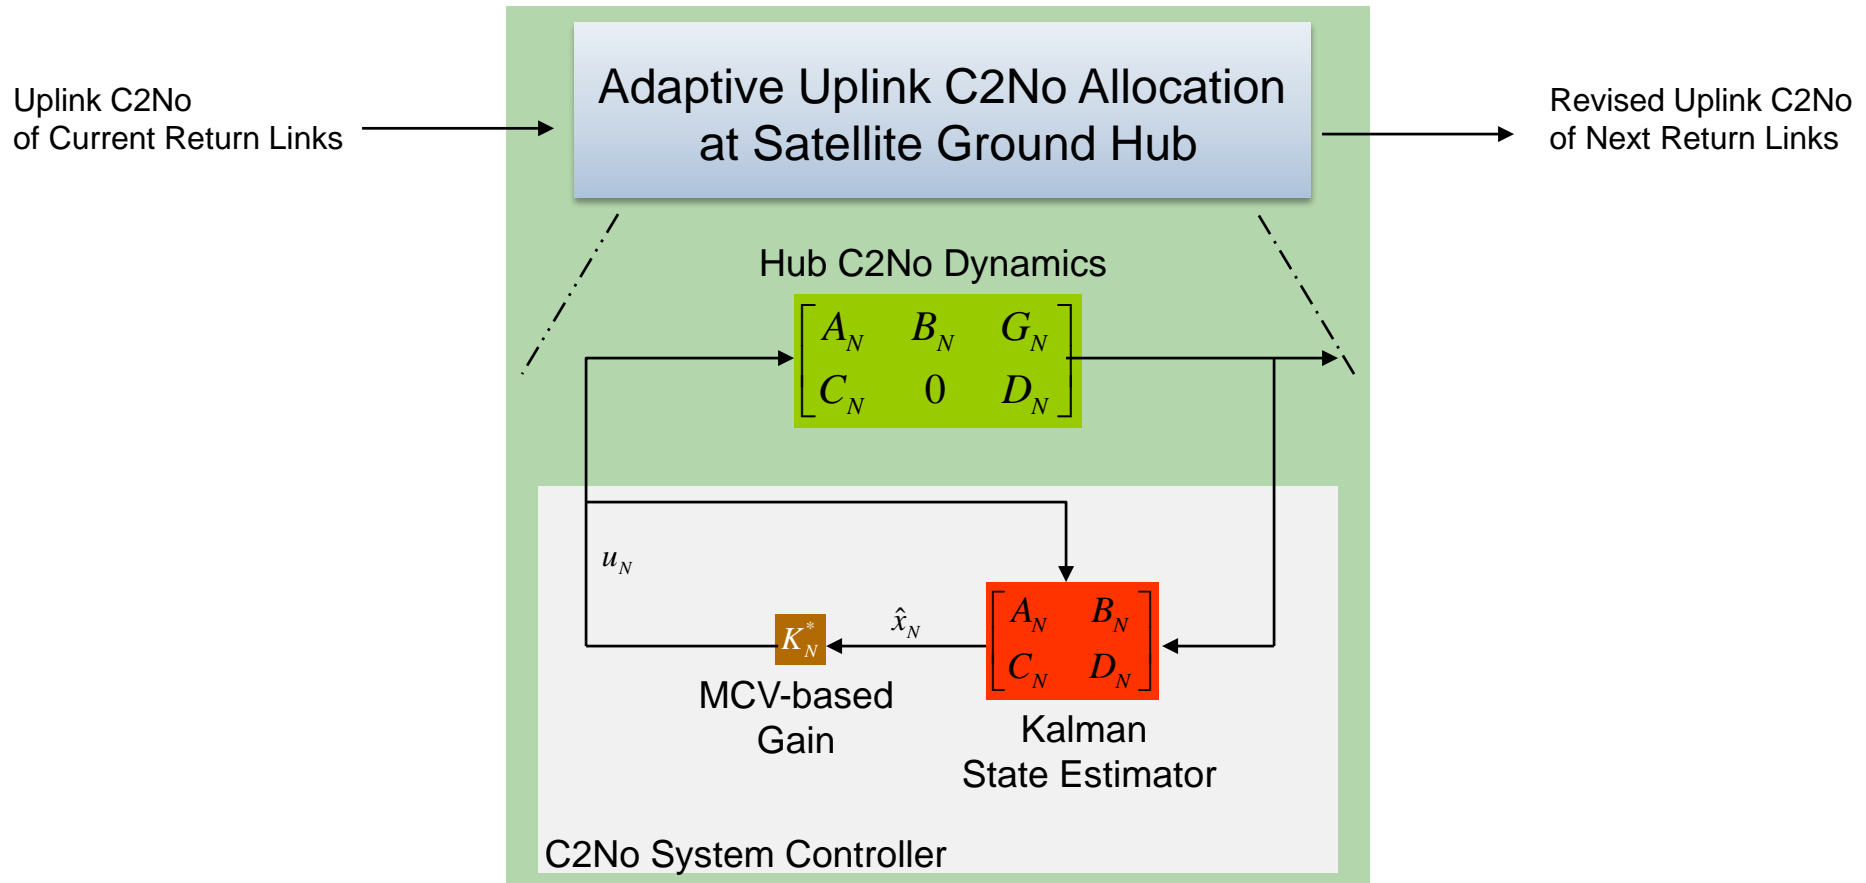 Uplink C2No
of Current Return Links
Adaptive Uplink C2No Allocation
at Satellite Ground Hub
Revised Uplink C2No
of Next Return Links
Hub C2No Dynamics
A_N B_N G_N
C_N 0 D_N
u_N
K_N^*
x̂_N
A_N B_N
C_N D_N
MCV-based
Gain
Kalman
State Estimator
C2No System Controller